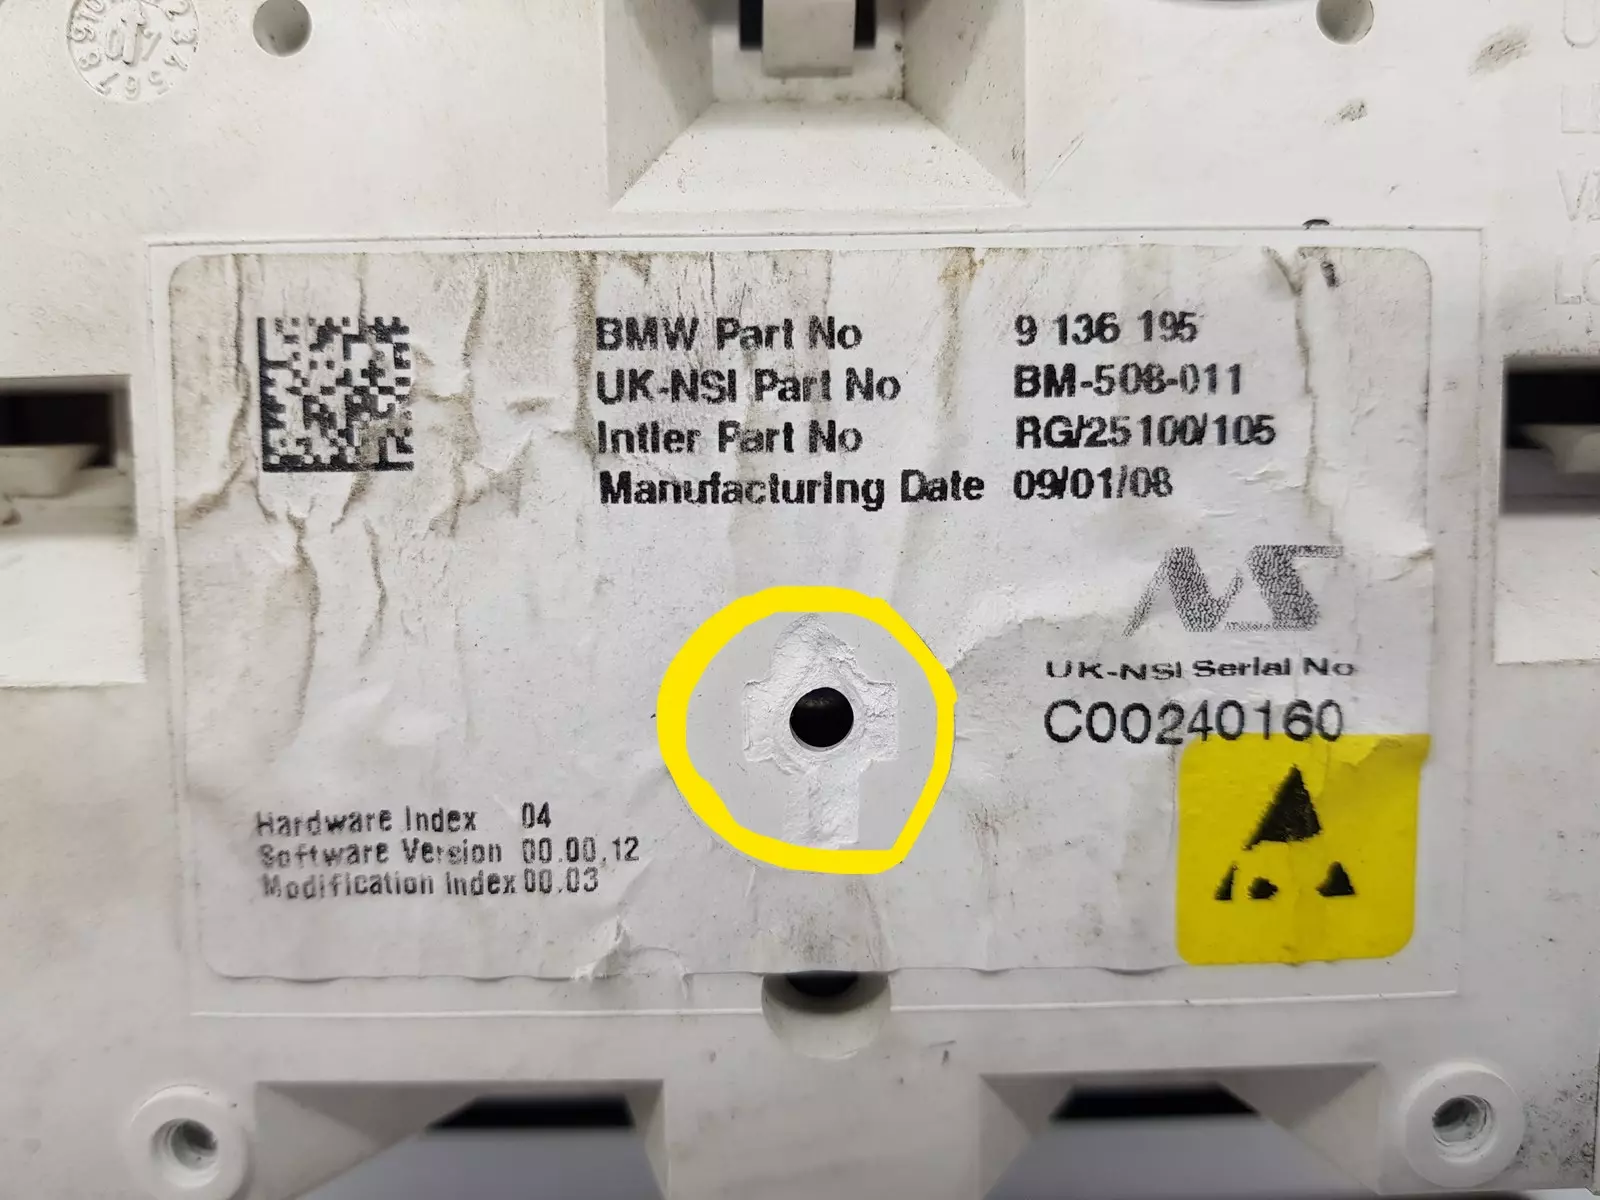 BMW Part No 9 136 195
UK-NSI Part No BM-508-011
Intier Part No RG/25100/105
Manufacturing Date 09/01/08
NS
UK-NSI Serial No
C00240160
Hardware Index 04
Software Version 00.00.12
Modification Index 00.03